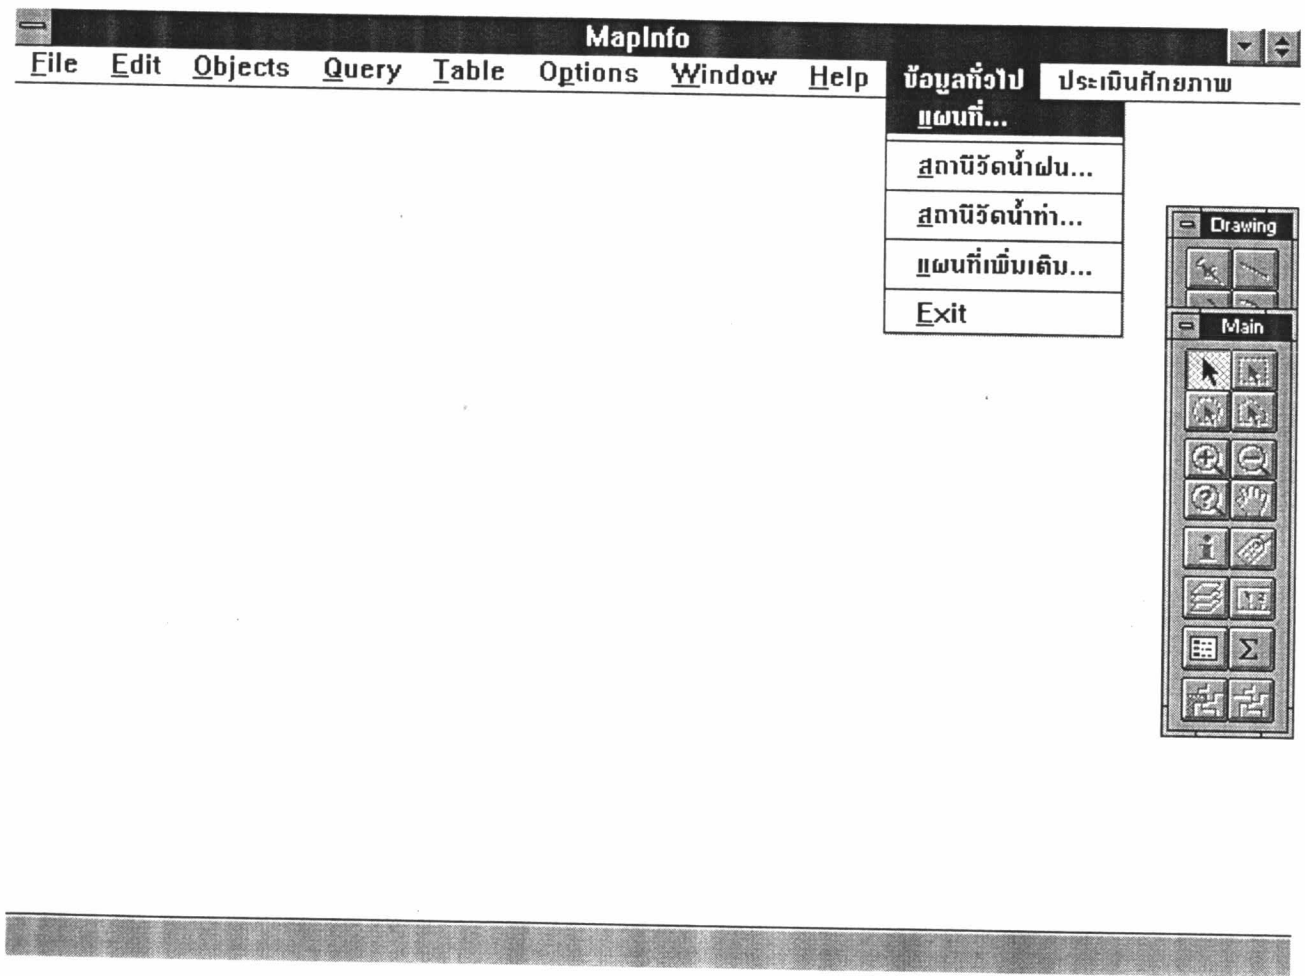 MapInfo
File Edit Objects Query Table Options Window Help ข้อมูลทั่วไป ประเมินศักยภาพ
แผนที่...
สถานีวัดน้ำฝน...
สถานีวัดน้ำท่า...
แผนที่เพิ่มเติม...
Exit
Drawing
Main